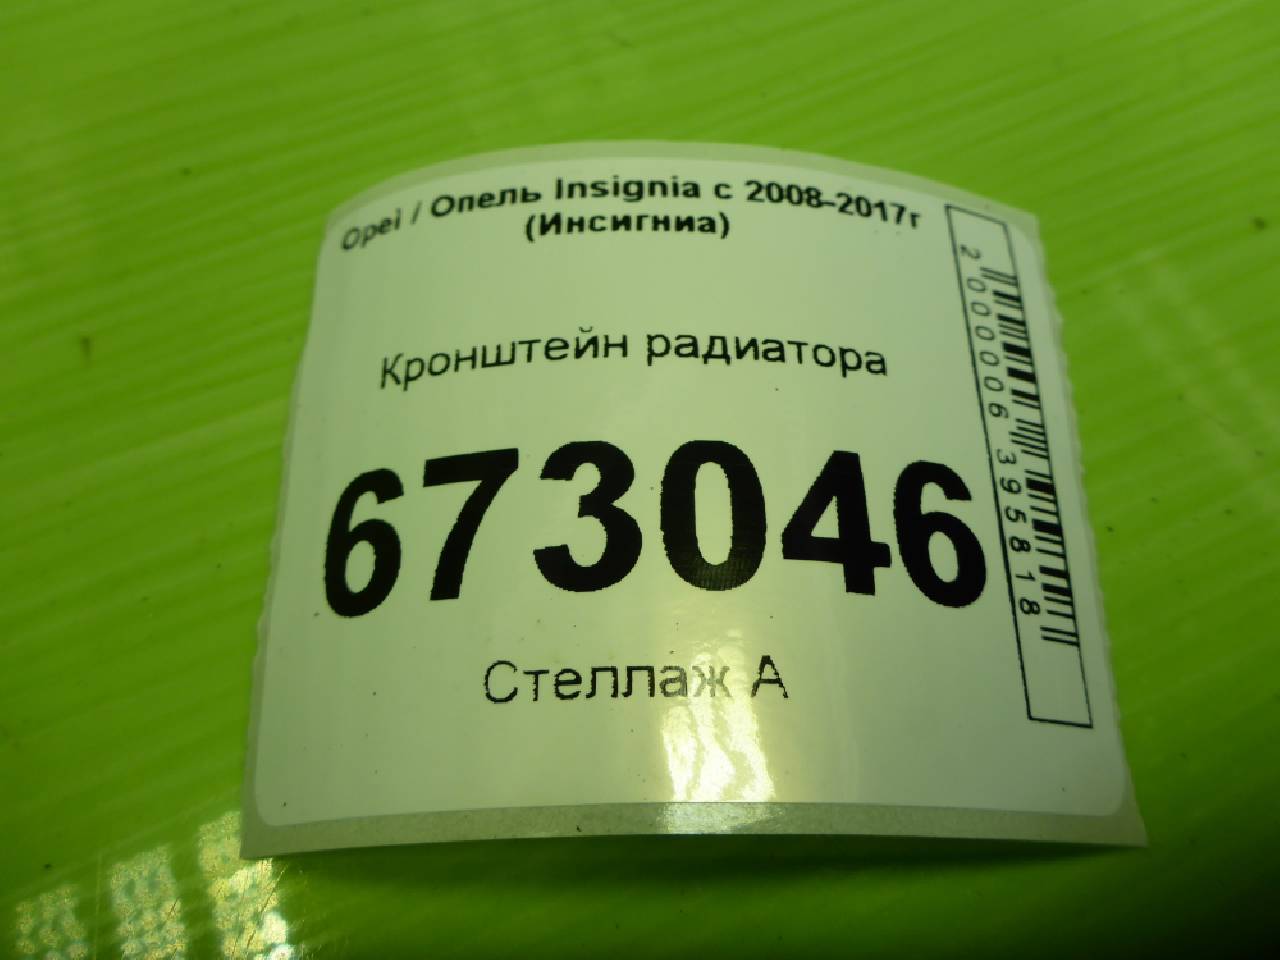 Opel / Опель Insignia с 2008-2017г
(Инсигниа)
Кронштейн радиатора
673046
Стеллаж А
2000006395818